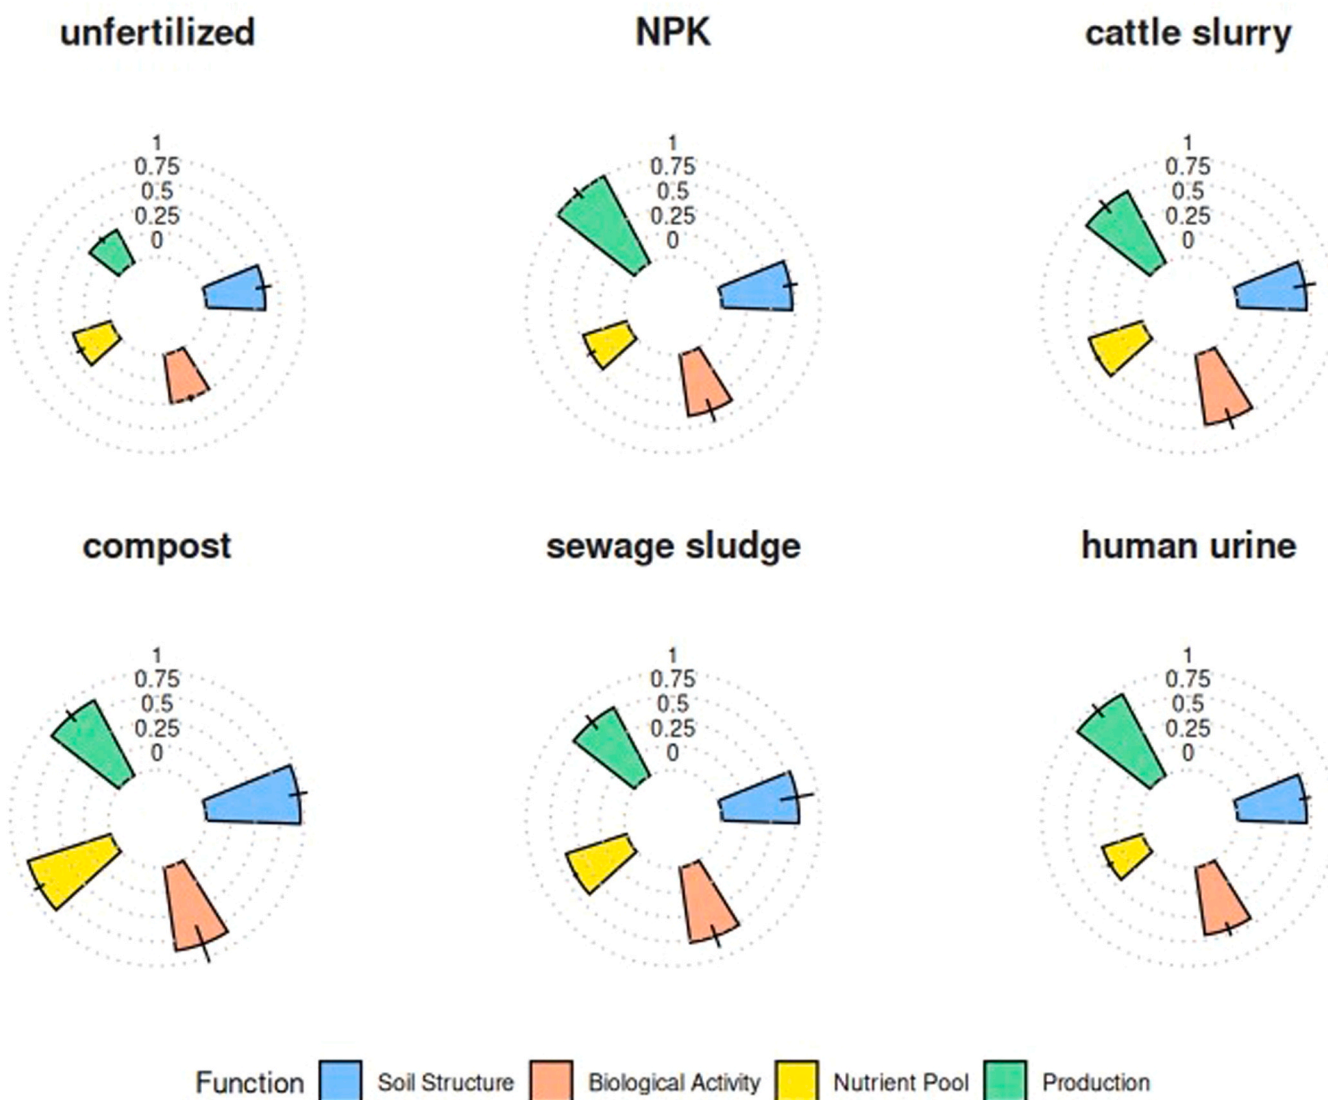 unfertilized NPK cattle slurry
1 1 1
0.75 0.75 0.75
0.5 0.5 0.5
0.25 0.25 0.25
0 0 0
compost sewage sludge human urine
1 1 1
0.75 0.75 0.75
0.5 0.5 0.5
0.25 0.25 0.25
0 0 0
Function Soil Structure Biological Activity Nutrient Pool Production